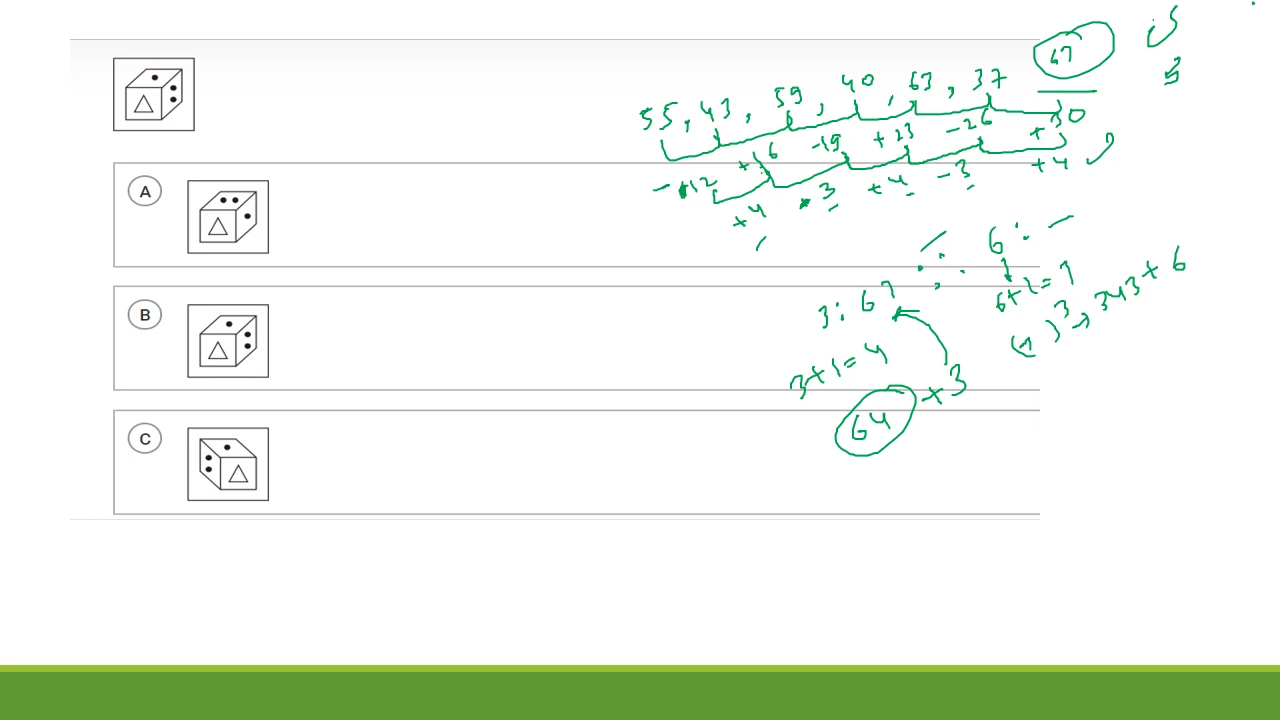 67
55, 43, 59, 40, 63, 37
-12 +16 -19 +23 -26 +30
+4 3 +4 -3 +4
A
6 : -
6+1=7
(7)3 → 343+6
B
3 : 67
3+1=4
+3
64
C